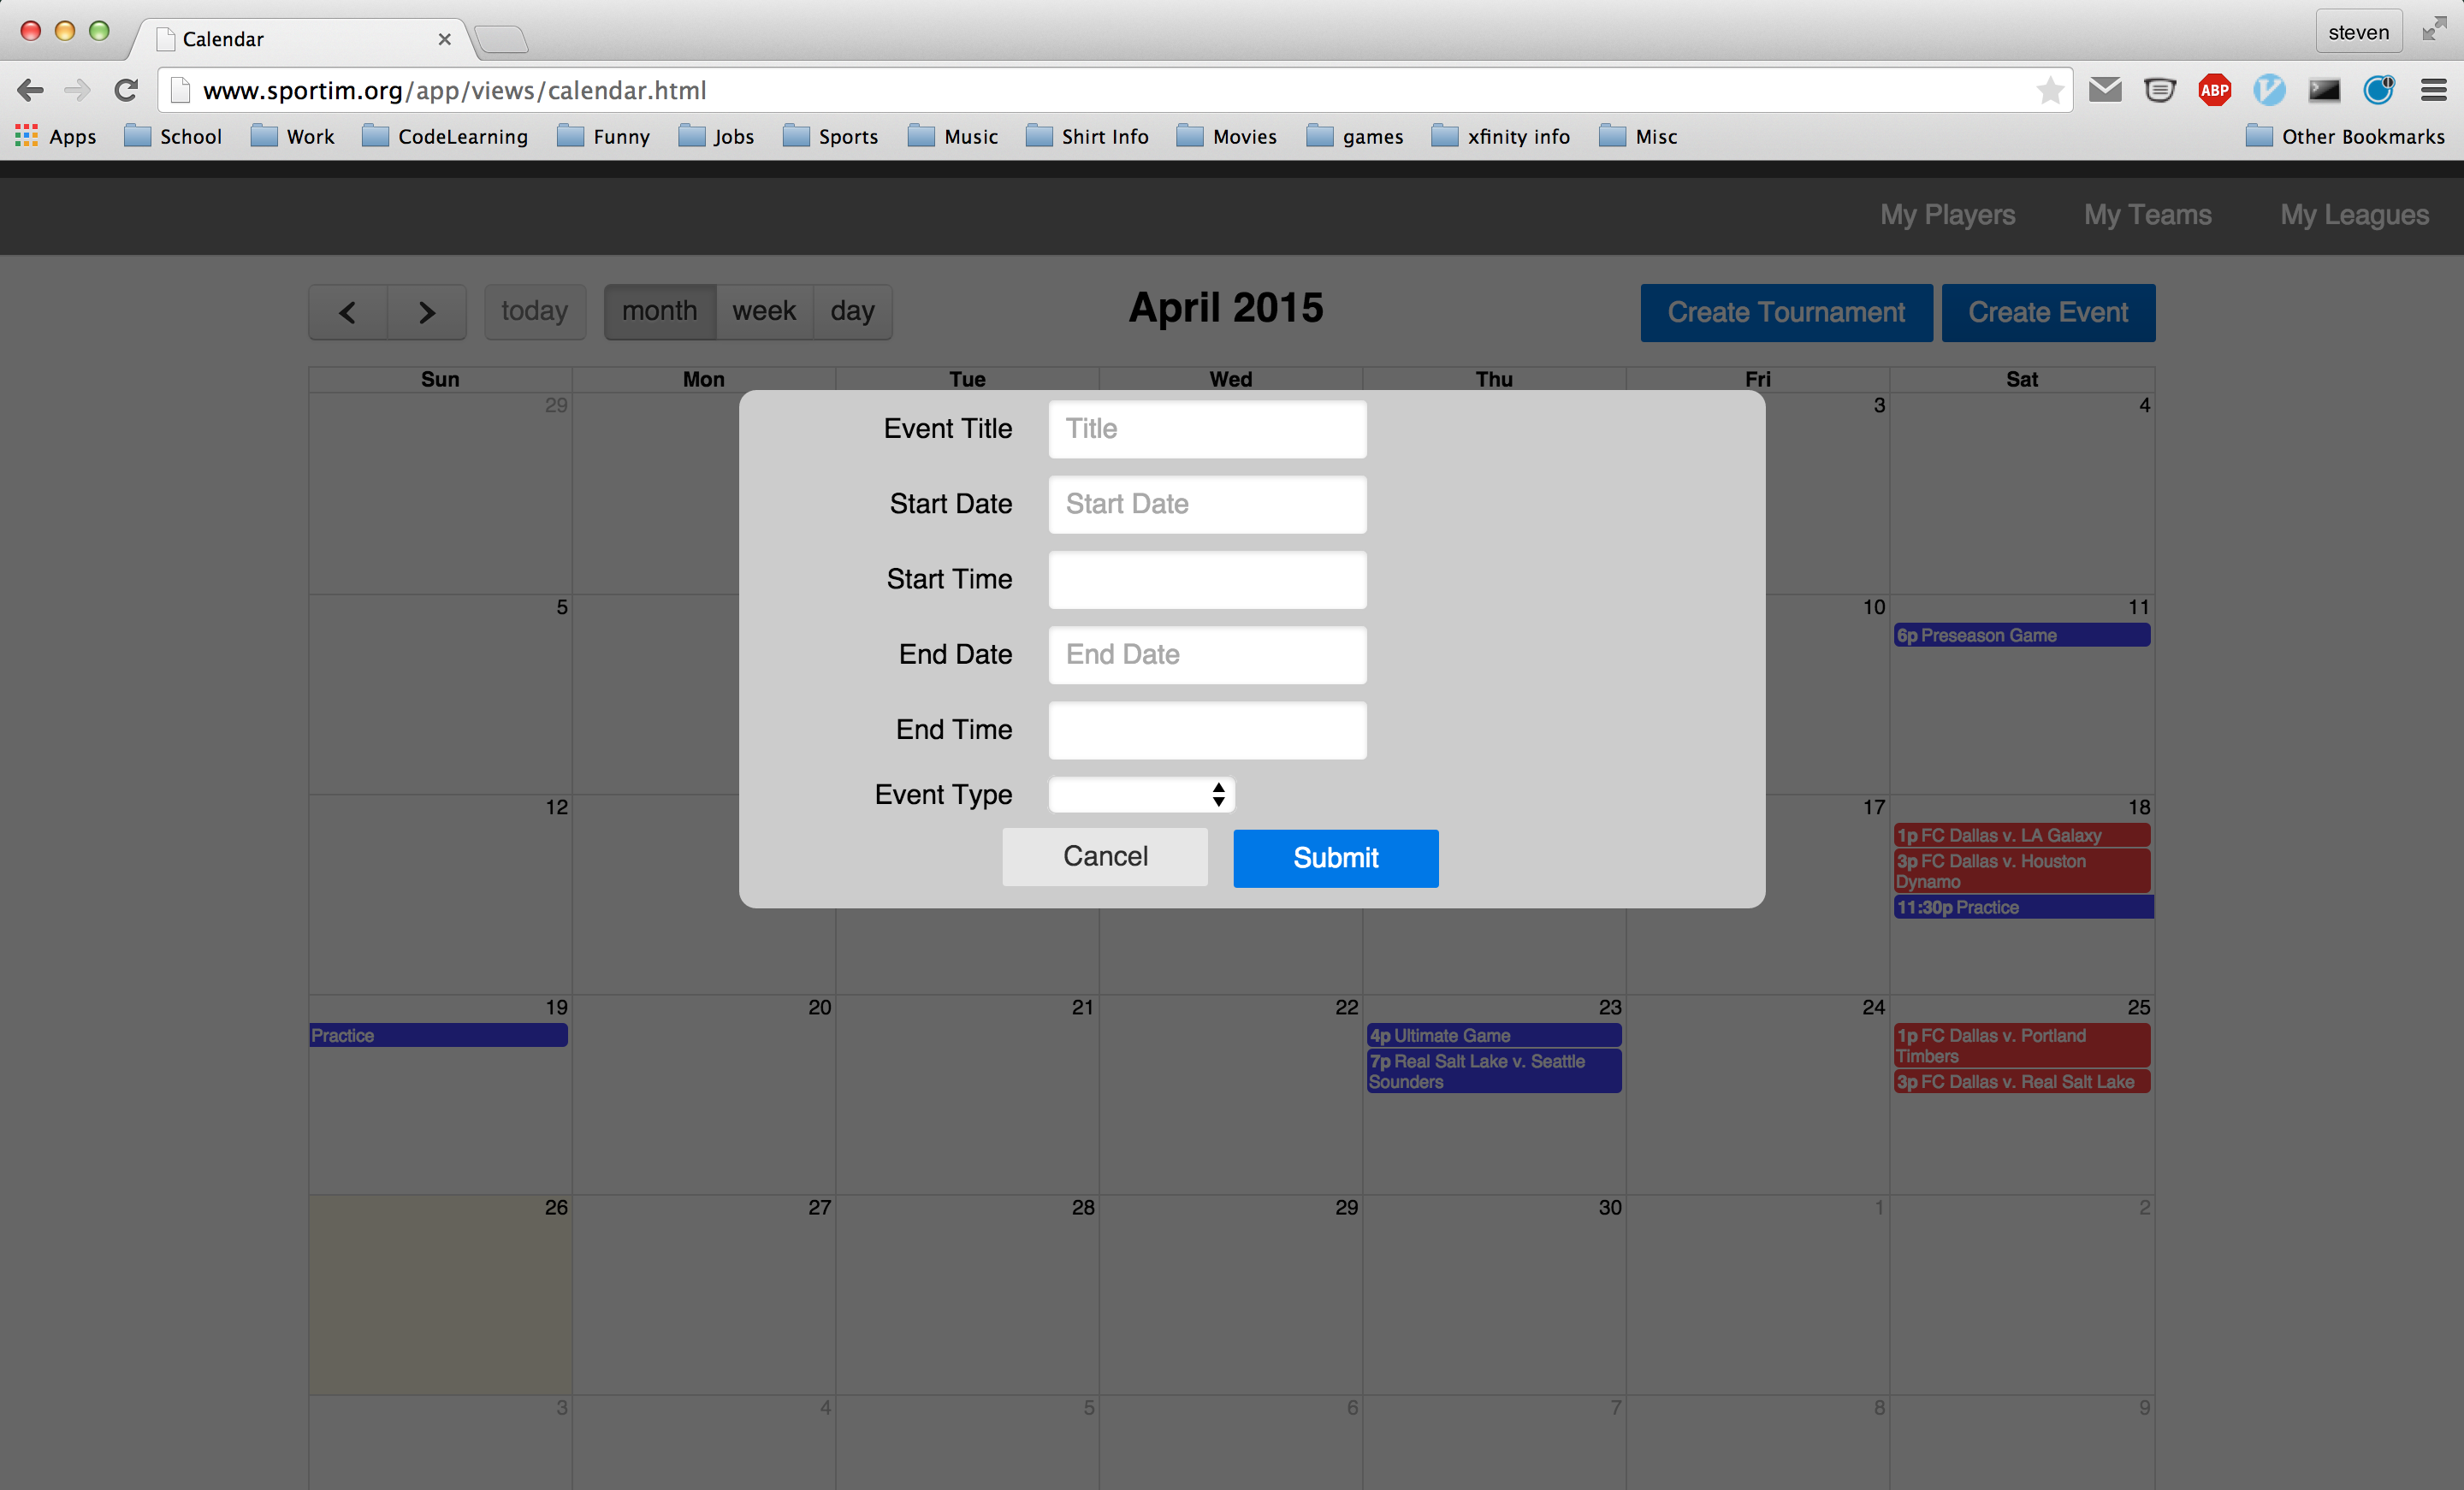 Calendar
steven
www.sportim.org/app/views/calendar.html
ABP
Apps School Work CodeLearning Funny Jobs Sports Music Shirt Info Movies games xfinity info Misc Other Bookmarks
My Players My Teams My Leagues
today month week day April 2015 Create Tournament Create Event
Sun Mon Tue Wed Thu Fri Sat
29 3 4
Event Title Title
Start Date Start Date
Start Time
End Date End Date
End Time
Event Type
Cancel Submit
5 10 11
6p Preseason Game
12 17 18
1p FC Dallas v. LA Galaxy
3p FC Dallas v. Houston
Dynamo
11:30p Practice
19 20 21 22 23 24 25
Practice
4p Ultimate Game
7p Real Salt Lake v. Seattle
Sounders
1p FC Dallas v. Portland
Timbers
3p FC Dallas v. Real Salt Lake
26 27 28 29 30 1 2
3 4 5 6 7 8 9